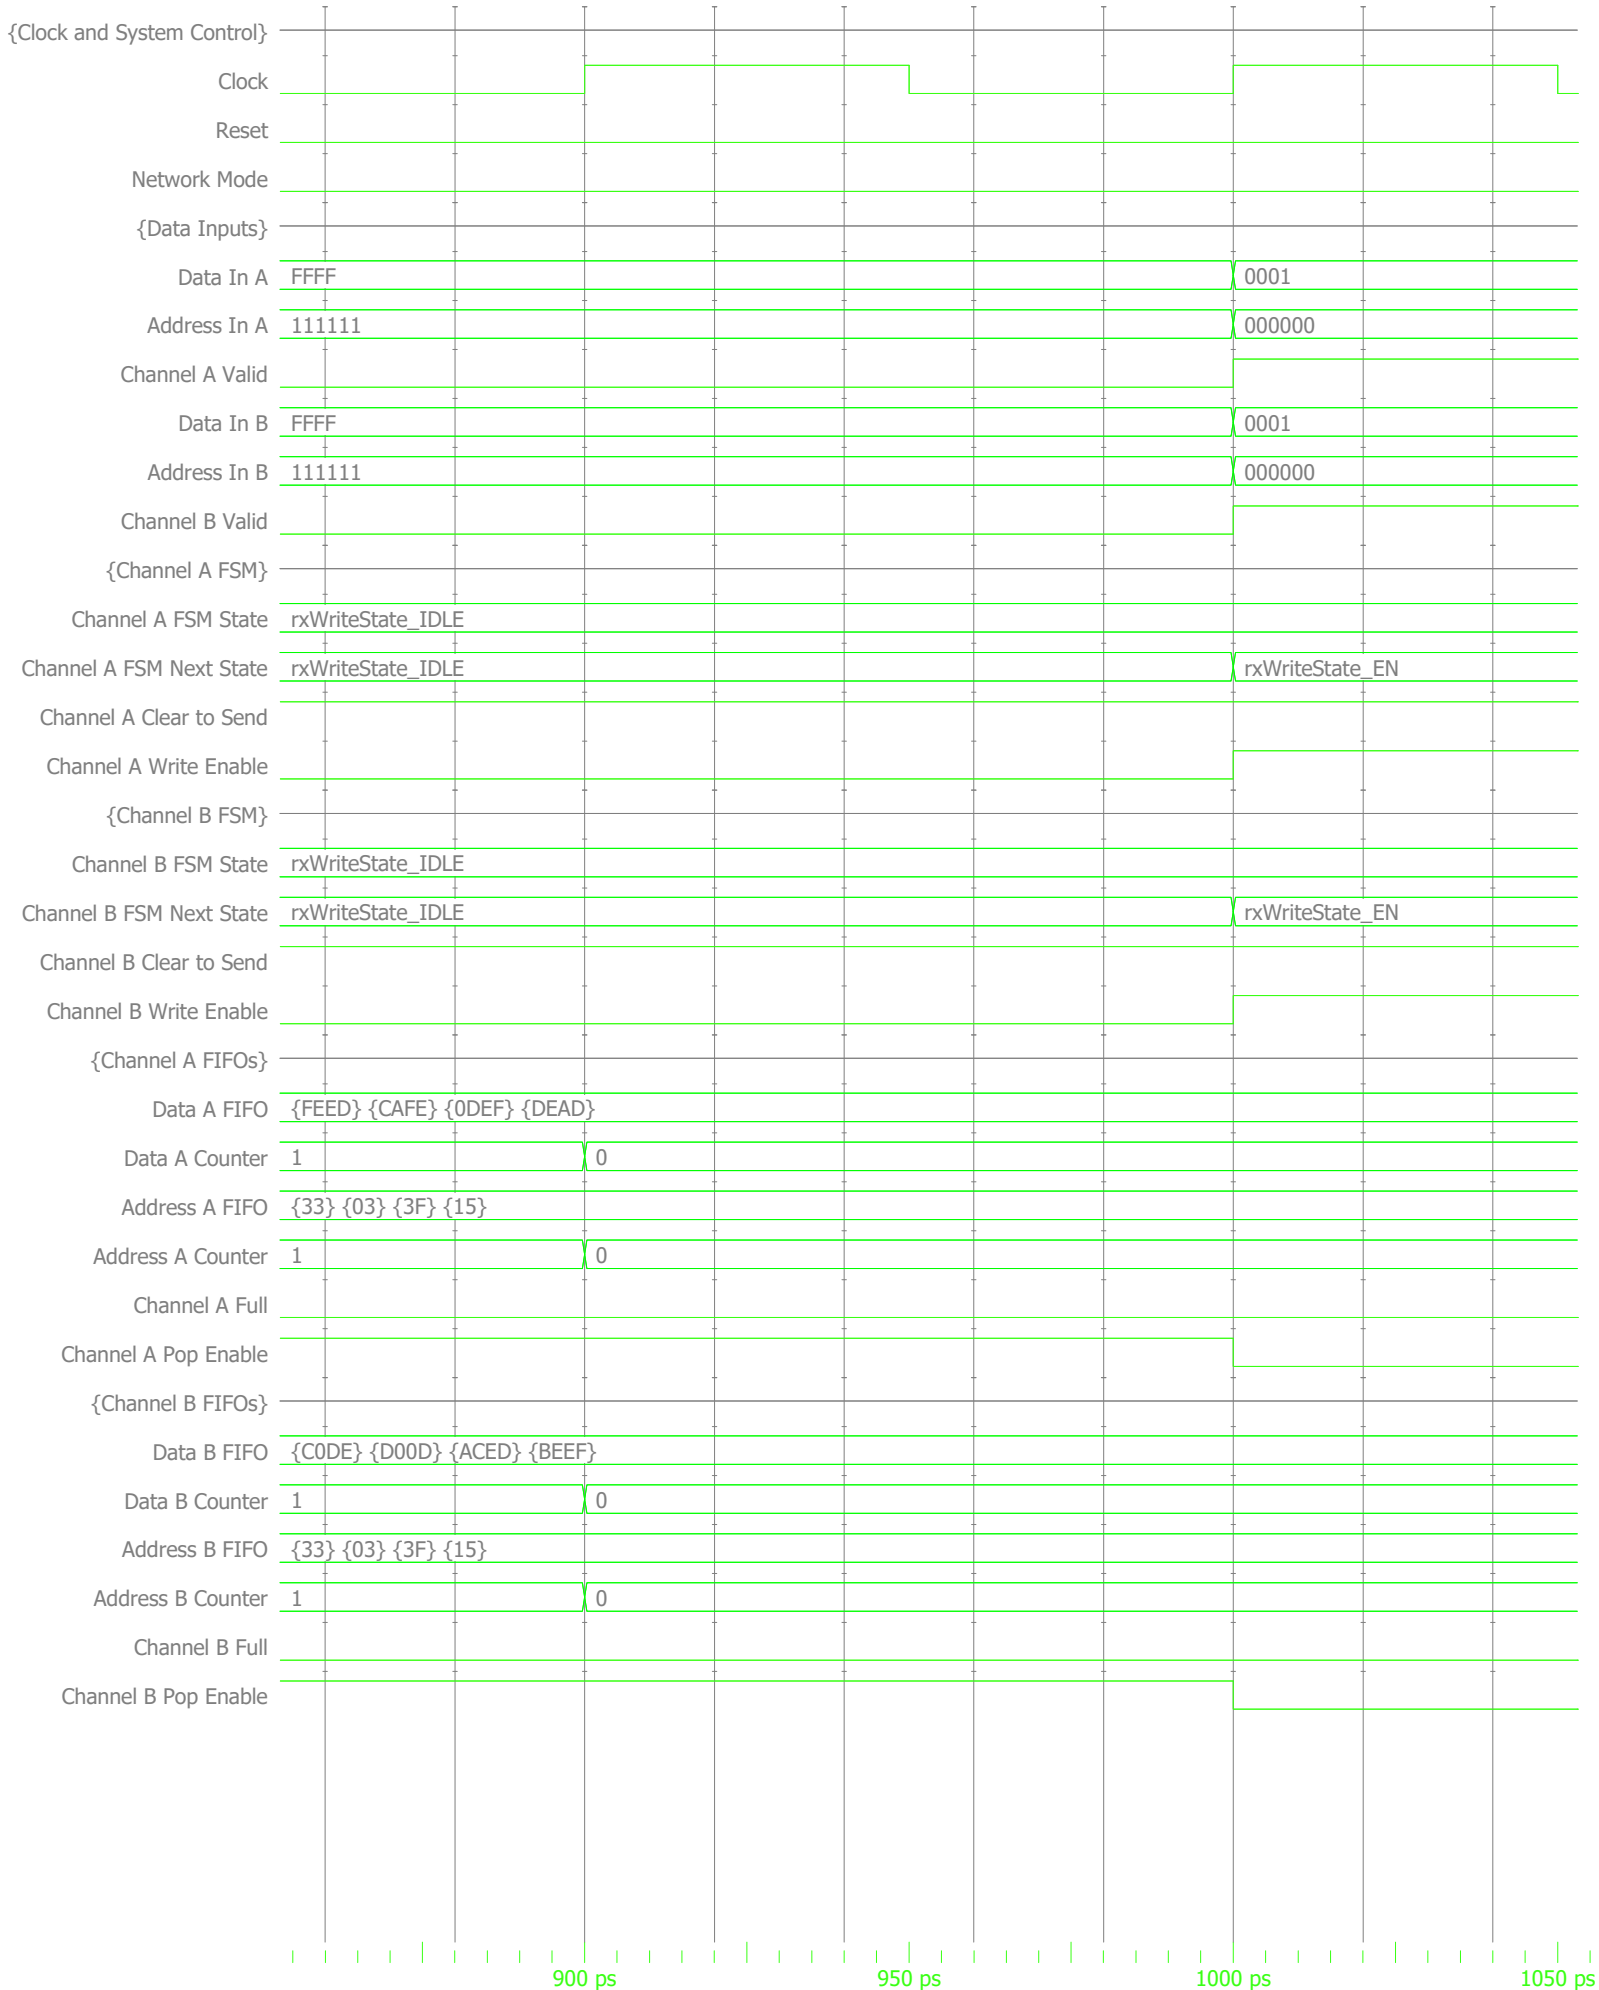 {Clock and System Control}
Clock
Reset
Network Mode
{Data Inputs}
Data In A FFFF 0001
Address In A 111111 000000
Channel A Valid
Data In B FFFF 0001
Address In B 111111 000000
Channel B Valid
{Channel A FSM}
Channel A FSM State rxWriteState_IDLE
Channel A FSM Next State rxWriteState_IDLE rxWriteState_EN
Channel A Clear to Send
Channel A Write Enable
{Channel B FSM}
Channel B FSM State rxWriteState_IDLE
Channel B FSM Next State rxWriteState_IDLE rxWriteState_EN
Channel B Clear to Send
Channel B Write Enable
{Channel A FIFOs}
Data A FIFO {FEED} {CAFE} {0DEF} {DEAD}
Data A Counter 1 0
Address A FIFO {33} {03} {3F} {15}
Address A Counter 1 0
Channel A Full
Channel A Pop Enable
{Channel B FIFOs}
Data B FIFO {C0DE} {D00D} {ACED} {BEEF}
Data B Counter 1 0
Address B FIFO {33} {03} {3F} {15}
Address B Counter 1 0
Channel B Full
Channel B Pop Enable
900 ps 950 ps 1000 ps 1050 ps